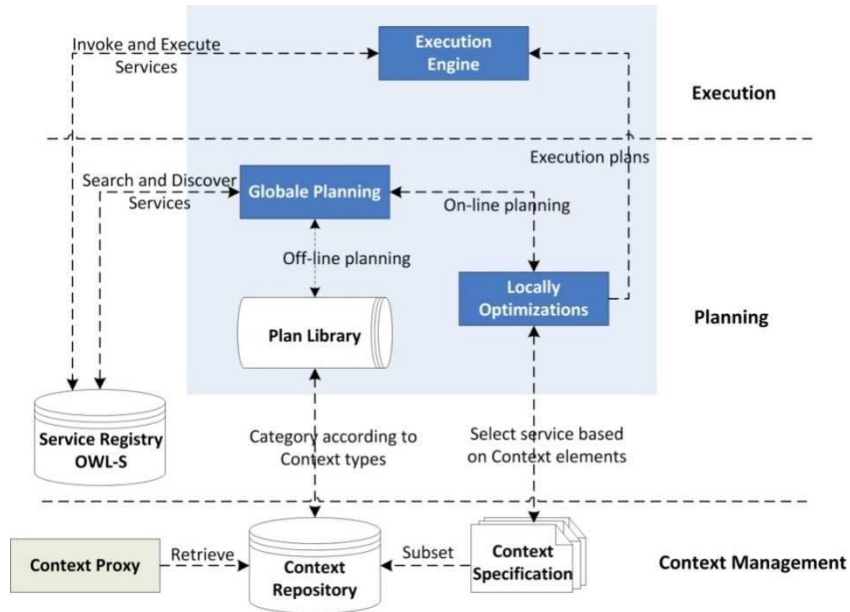 Invoke and Execute
Services
Execution
Engine
Execution
Execution plans
Search and Discover
Services
Globale Planning
On-line planning
Off-line planning
Locally
Optimizations
Plan Library
Planning
Service Registry
OWL-S
Category according to
Context types
Select service based
on Context elements
Context Proxy
Retrieve
Context
Repository
Subset
Context
Specification
Context Management